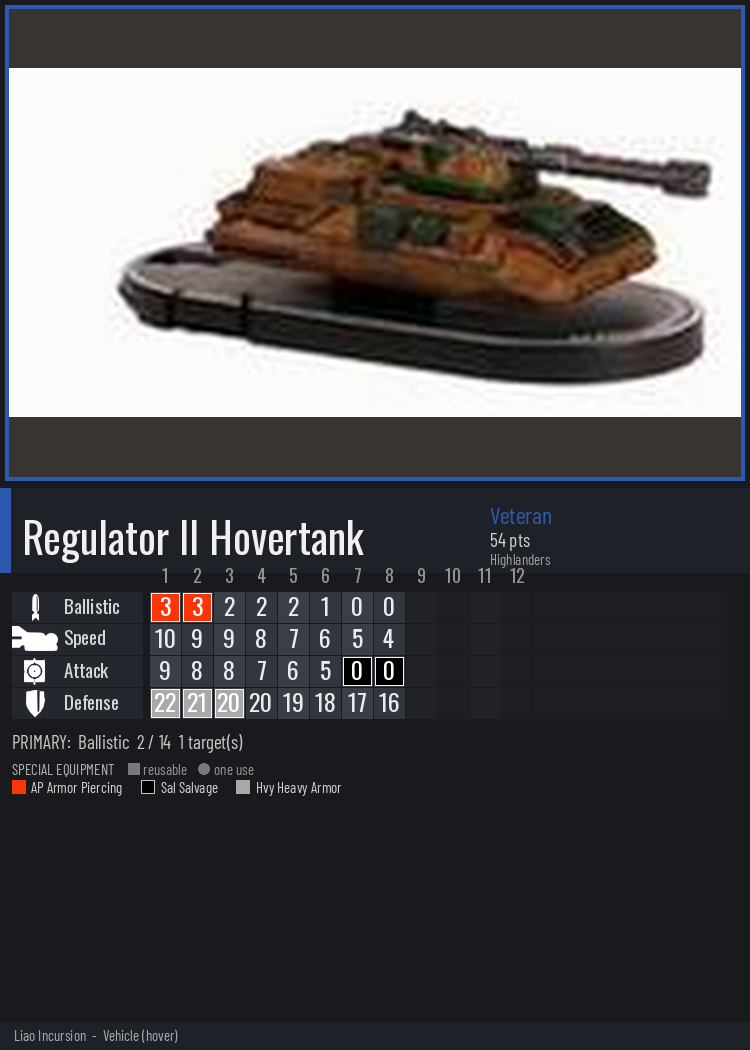 Regulator II Hovertank
Veteran
54 pts
Highlanders
1 2 3 4 5 6 7 8 9 10 11 12
Ballistic 3 3 2 2 2 1 0 0
Speed 10 9 9 8 7 6 5 4
Attack 9 8 8 7 6 5 0 0
Defense 22 21 20 20 19 18 17 16
PRIMARY: Ballistic 2 / 14 1 target(s)
SPECIAL EQUIPMENT reusable one use
AP Armor Piercing Sal Salvage Hvy Heavy Armor
Liao Incursion - Vehicle (hover)